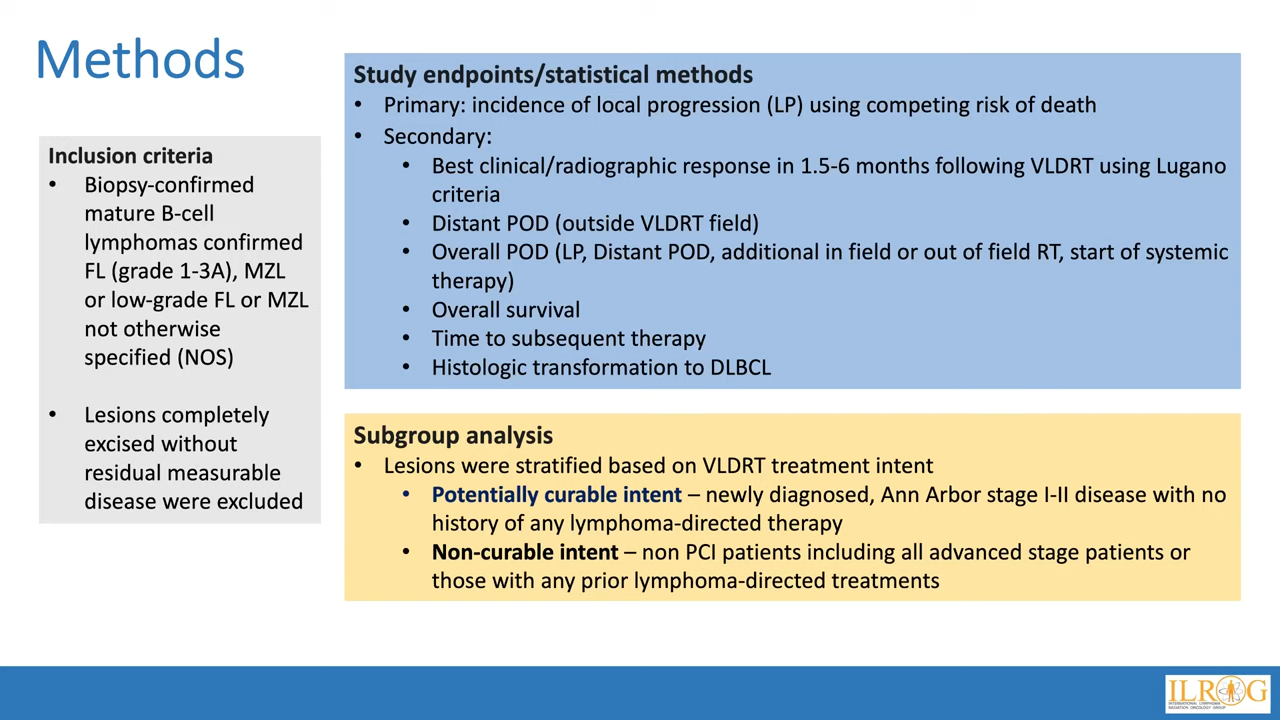 Methods
Inclusion criteria
• Biopsy-confirmed
mature B-cell
lymphomas confirmed
FL (grade 1-3A), MZL
or low-grade FL or MZL
not otherwise
specified (NOS)
• Lesions completely
excised without
residual measurable
disease were excluded
Study endpoints/statistical methods
• Primary: incidence of local progression (LP) using competing risk of death
• Secondary:
• Best clinical/radiographic response in 1.5-6 months following VLDRT using Lugano
criteria
• Distant POD (outside VLDRT field)
• Overall POD (LP, Distant POD, additional in field or out of field RT, start of systemic
therapy)
• Overall survival
• Time to subsequent therapy
• Histologic transformation to DLBCL
Subgroup analysis
• Lesions were stratified based on VLDRT treatment intent
• Potentially curable intent – newly diagnosed, Ann Arbor stage I-II disease with no
history of any lymphoma-directed therapy
• Non-curable intent – non PCI patients including all advanced stage patients or
those with any prior lymphoma-directed treatments
ILROG
INTERNATIONAL LYMPHOMA
RADIATION ONCOLOGY GROUP